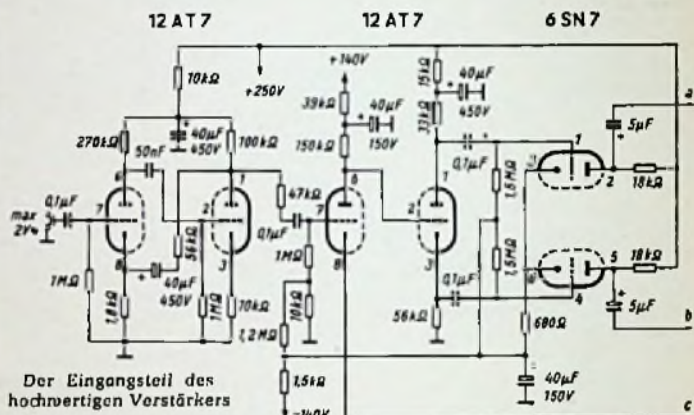 12 AT 7
12 AT 7
6 SN 7
10kΩ
+250V
+140V
39kΩ
40µF
150V
15kΩ
40µF
450V
33kΩ
a
5µF
270kΩ
50nF
40µF
450V
100kΩ
150kΩ
0,1µF
1
2
1,5MΩ
18kΩ
6
1
6
1
47kΩ
0,1µF
max
2V≈
0,1µF
7
2
7
2
56kΩ
8
3
8
3
1MΩ
1,5MΩ
5
18kΩ
4
0,1µF
1MΩ
1,8kΩ
40µF
450V
1MΩ
10kΩ
10kΩ
1,2MΩ
56kΩ
680Ω
5µF
b
1,5kΩ
-140V
40µF
150V
c
Der Eingangsteil des
hochwertigen Verstärkers